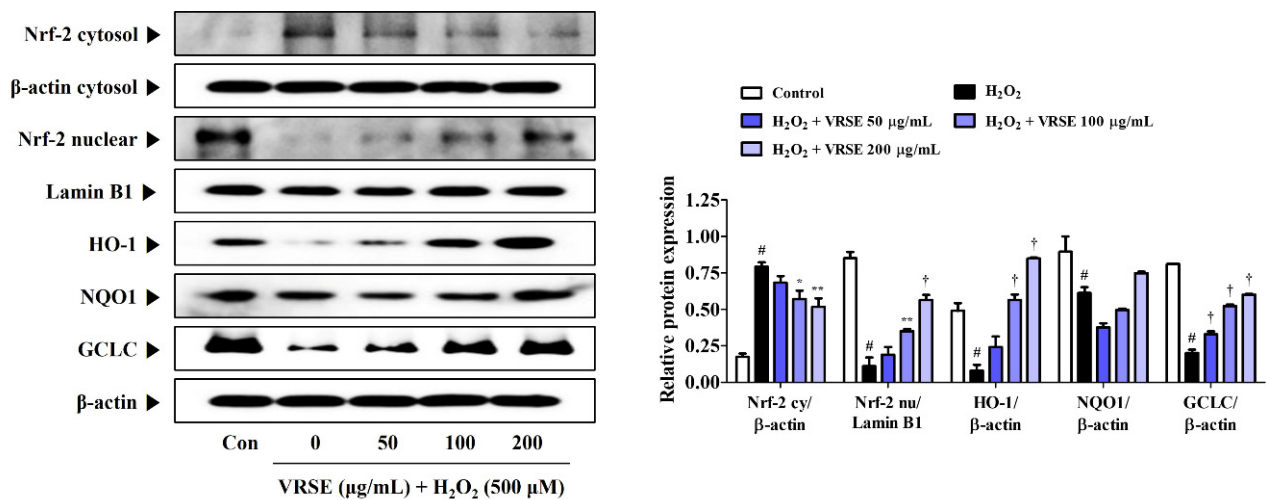 Nrf-2 cytosol ▶
β-actin cytosol ▶
Nrf-2 nuclear ▶
Lamin B1 ▶
HO-1 ▶
NQO1 ▶
GCLC ▶
β-actin ▶
Con 0 50 100 200
VRSE (μg/mL) + H₂O₂ (500 μM)
Control H₂O₂
H₂O₂ + VRSE 50 μg/mL H₂O₂ + VRSE 100 μg/mL
H₂O₂ + VRSE 200 μg/mL
Relative protein expression
1.25
1.00
0.75
0.50
0.25
0.00
# * **
# ** †
# † †
#
# † † †
Nrf-2 cy/
β-actin
Nrf-2 nu/
Lamin B1
HO-1/
β-actin
NQO1/
β-actin
GCLC/
β-actin